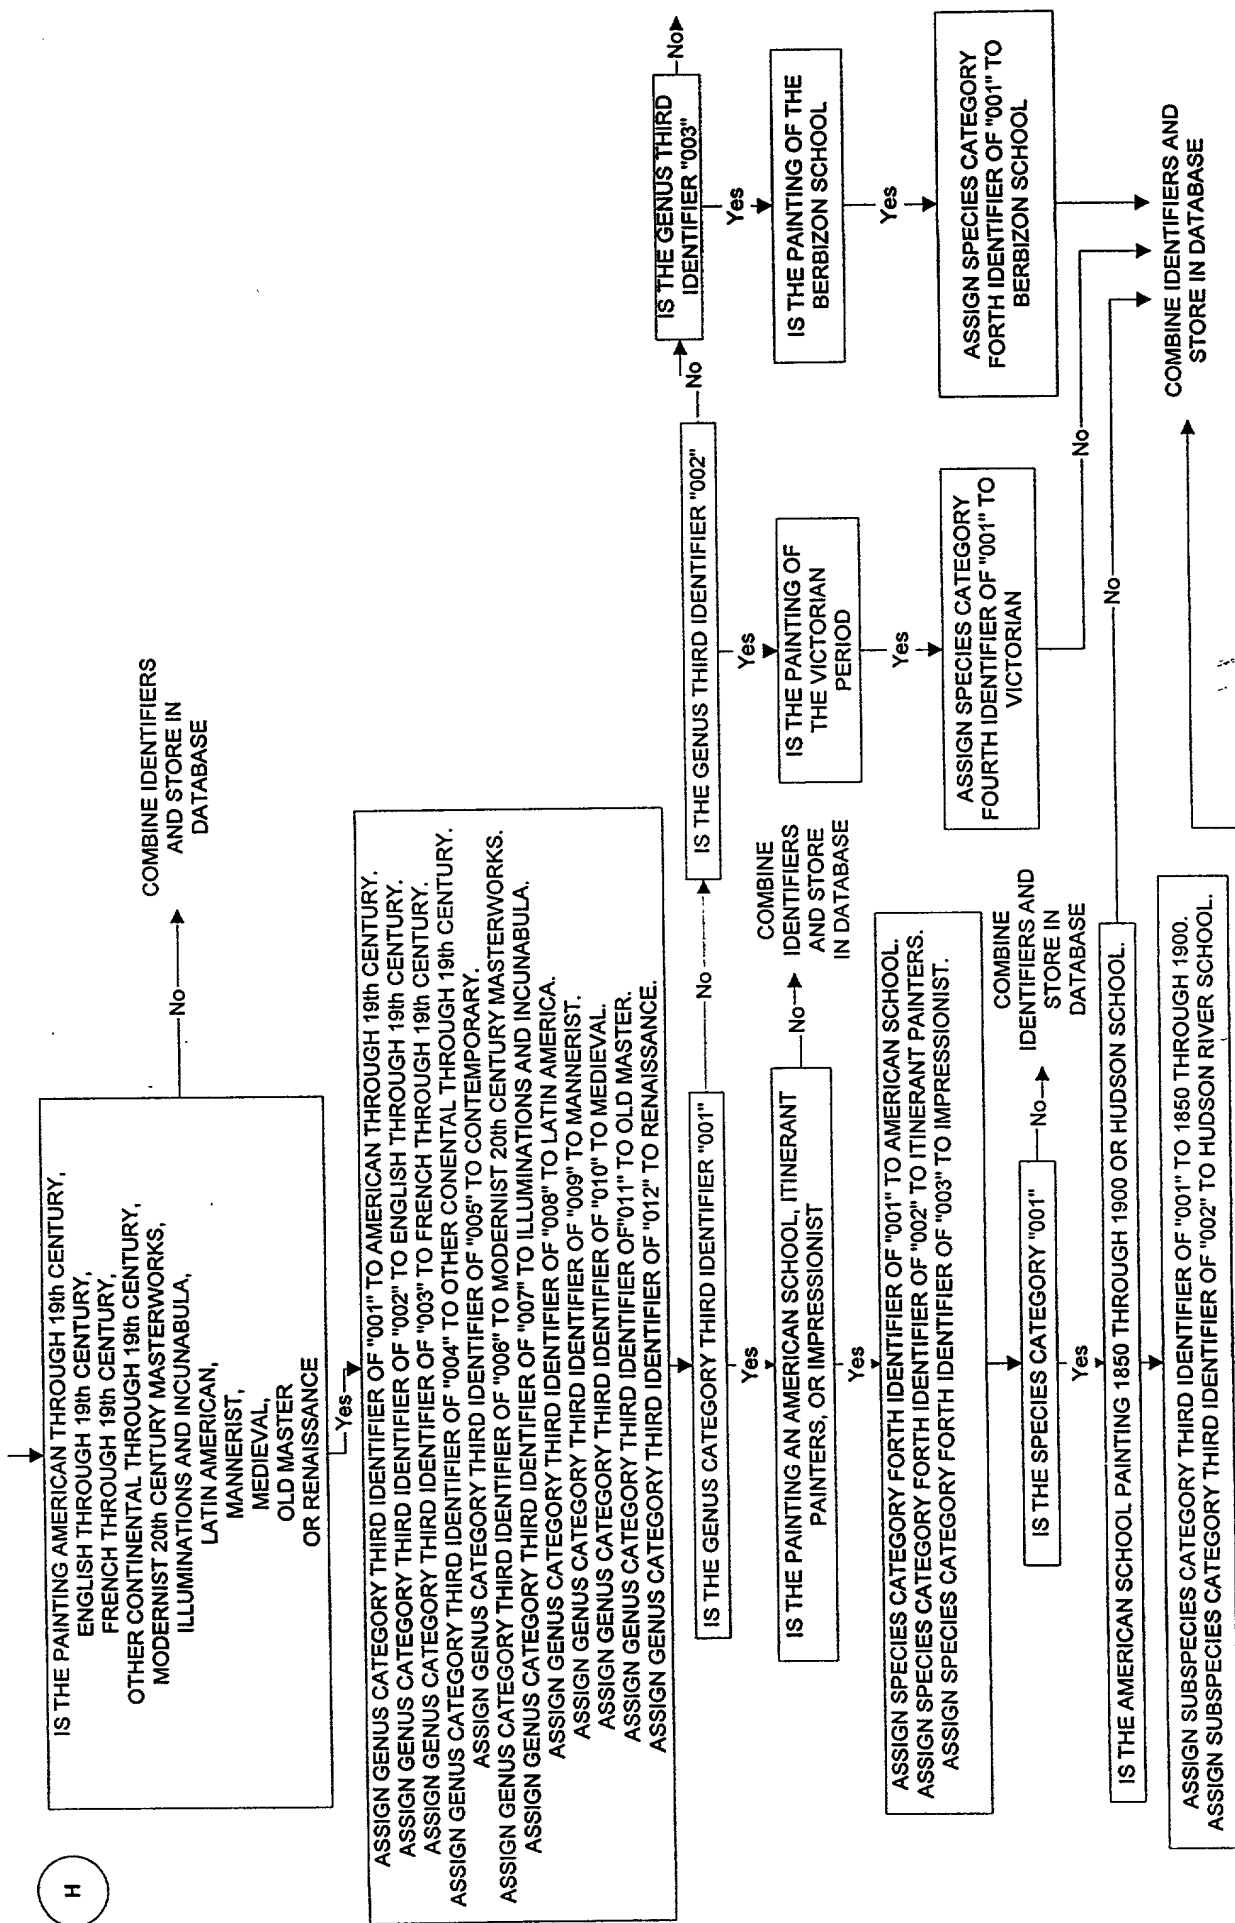 H
IS THE PAINTING AMERICAN THROUGH 19th CENTURY,
ENGLISH THROUGH 19th CENTURY,
FRENCH THROUGH 19th CENTURY,
OTHER CONTINENTAL THROUGH 19th CENTURY,
MODERNIST 20th CENTURY MASTERWORKS,
ILLUMINATIONS AND INCUNABULA,
LATIN AMERICAN,
MANNERIST,
MEDIEVAL,
OLD MASTER
OR RENAISSANCE
No
COMBINE IDENTIFIERS
AND STORE IN
DATABASE
Yes
ASSIGN GENUS CATEGORY THIRD IDENTIFIER OF "001" TO AMERICAN THROUGH 19th CENTURY.
ASSIGN GENUS CATEGORY THIRD IDENTIFIER OF "002" TO ENGLISH THROUGH 19th CENTURY.
ASSIGN GENUS CATEGORY THIRD IDENTIFIER OF "003" TO FRENCH THROUGH 19th CENTURY.
ASSIGN GENUS CATEGORY THIRD IDENTIFIER OF "004" TO OTHER CONENTAL THROUGH 19th CENTURY.
ASSIGN GENUS CATEGORY THIRD IDENTIFIER OF "005" TO CONTEMPORARY.
ASSIGN GENUS CATEGORY THIRD IDENTIFIER OF "006" TO MODERNIST 20th CENTURY MASTERWORKS.
ASSIGN GENUS CATEGORY THIRD IDENTIFIER OF "007" TO ILLUMINATIONS AND INCUNABULA.
ASSIGN GENUS CATEGORY THIRD IDENTIFIER OF "008" TO LATIN AMERICA.
ASSIGN GENUS CATEGORY THIRD IDENTIFIER OF "009" TO MANNERIST.
ASSIGN GENUS CATEGORY THIRD IDENTIFIER OF "010" TO MEDIEVAL.
ASSIGN GENUS CATEGORY THIRD IDENTIFIER OF"011" TO OLD MASTER.
ASSIGN GENUS CATEGORY THIRD IDENTIFIER OF "012" TO RENAISSANCE.
IS THE GENUS CATEGORY THIRD IDENTIFIER "001"
No
IS THE GENUS THIRD IDENTIFIER "002"
No
IS THE GENUS THIRD
IDENTIFIER "003"
No
Yes
Yes
Yes
IS THE PAINTING AN AMERICAN SCHOOL, ITINERANT
PAINTERS, OR IMPRESSIONIST
No
COMBINE
IDENTIFIERS
AND STORE
IN DATABASE
IS THE PAINTING OF
THE VICTORIAN
PERIOD
IS THE PAINTING OF THE
BERBIZON SCHOOL
Yes
Yes
Yes
ASSIGN SPECIES CATEGORY FORTH IDENTIFIER OF "001" TO AMERICAN SCHOOL.
ASSIGN SPECIES CATEGORY FORTH IDENTIFIER OF "002" TO ITINERANT PAINTERS.
ASSIGN SPECIES CATEGORY FORTH IDENTIFIER OF "003" TO IMPRESSIONIST.
ASSIGN SPECIES CATEGORY
FOURTH IDENTIFIER OF "001" TO
VICTORIAN
ASSIGN SPECIES CATEGORY
FORTH IDENTIFIER OF "001" TO
BERBIZON SCHOOL
IS THE SPECIES CATEGORY "001"
No
COMBINE
IDENTIFIERS AND
STORE IN
DATABASE
No
Yes
IS THE AMERICAN SCHOOL PAINTING 1850 THROUGH 1900 OR HUDSON SCHOOL.
No
COMBINE IDENTIFIERS AND
STORE IN DATABASE
ASSIGN SUBSPECIES CATEGORY THIRD IDENTIFIER OF "001" TO 1850 THROUGH 1900.
ASSIGN SUBSPECIES CATEGORY THIRD IDENTIFIER OF "002" TO HUDSON RIVER SCHOOL.